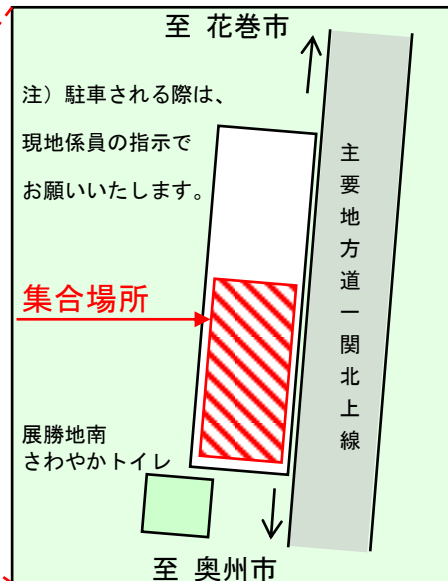 至 花巻市
注）駐車される際は、
現地係員の指示で
お願いいたします。
主要地方道一関北上線
集合場所
展勝地南
さわやかトイレ
至 奥州市